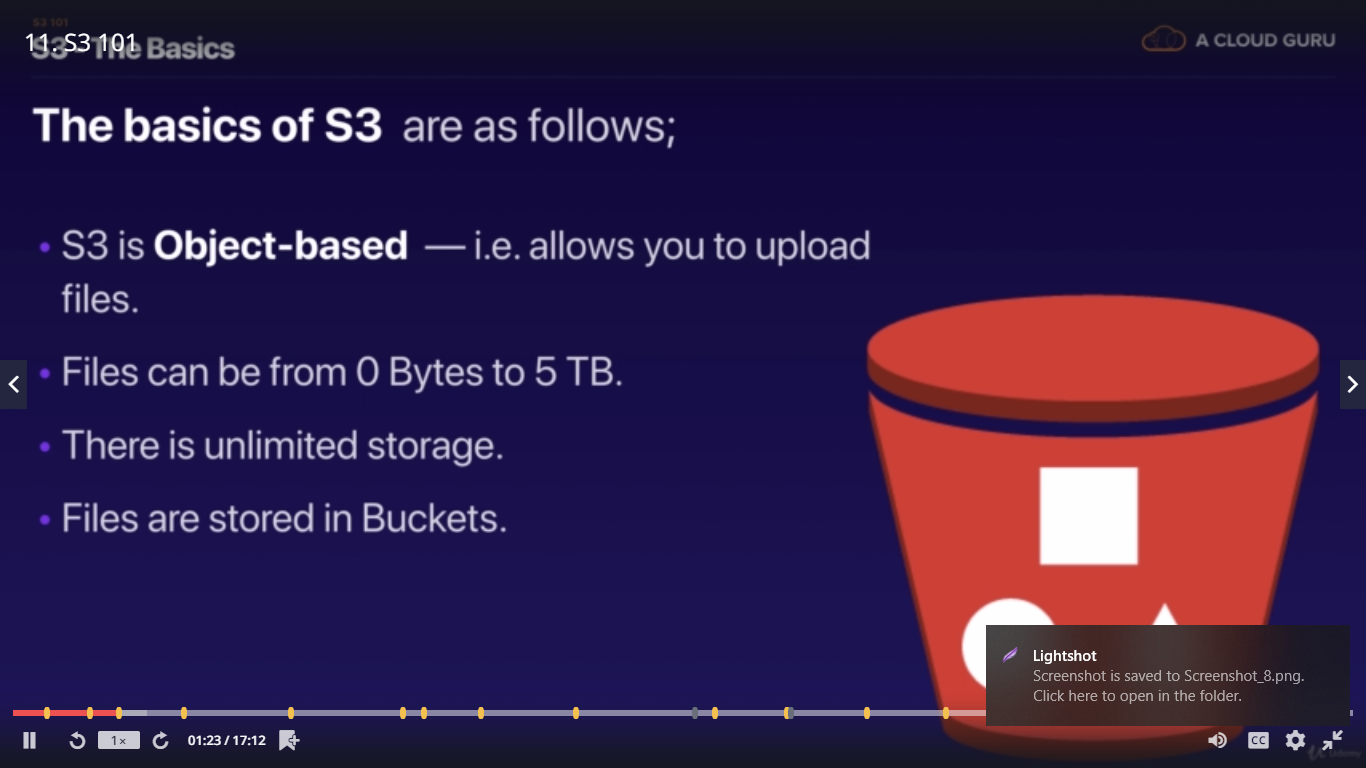 S3 101
11. S3 101
S3 - The Basics
A CLOUD GURU
The basics of S3 are as follows;
• S3 is Object-based — i.e. allows you to upload
files.
• Files can be from 0 Bytes to 5 TB.
• There is unlimited storage.
• Files are stored in Buckets.
Lightshot
Screenshot is saved to Screenshot_8.png.
Click here to open in the folder.
1×
01:23 / 17:12
CC
Udemy